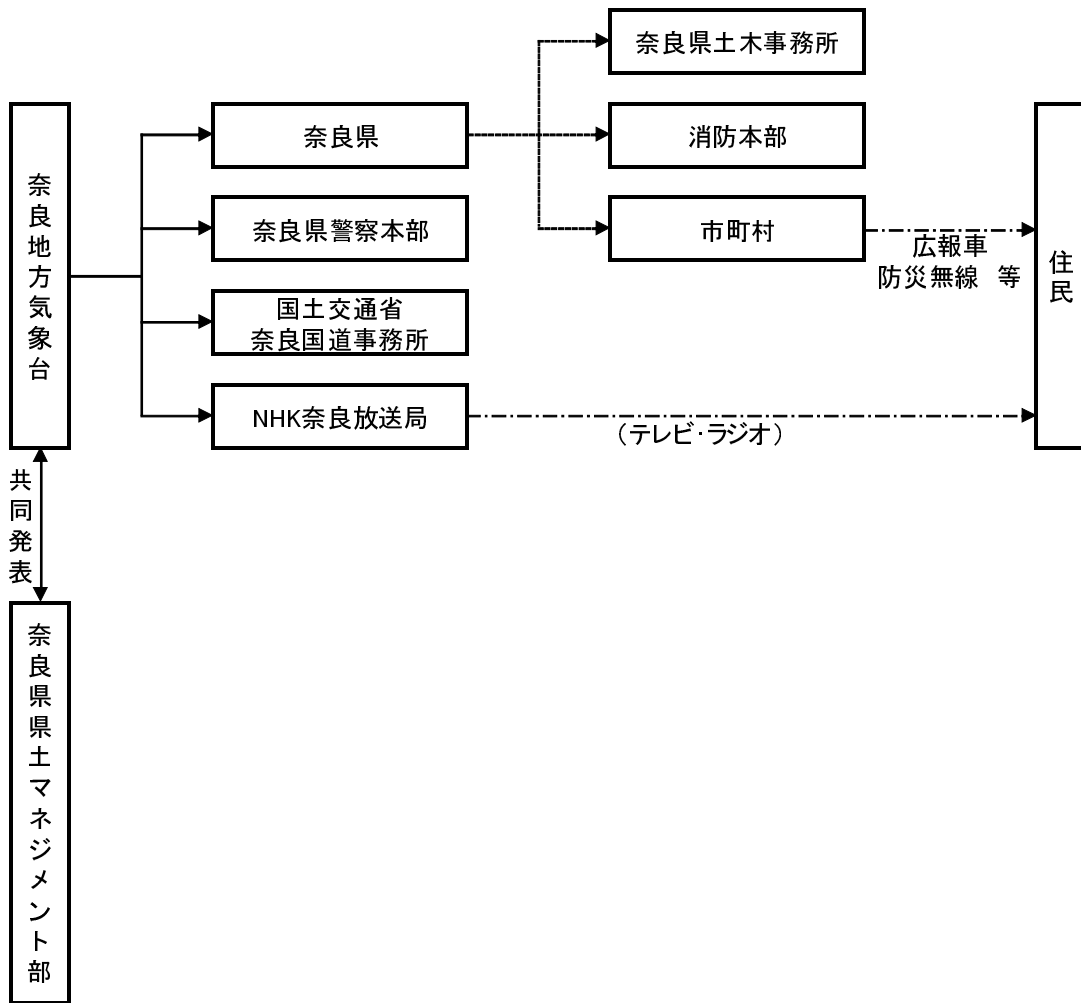 奈良県土木事務所
奈良地方気象台
奈良県
消防本部
奈良県警察本部
市町村
広報車
防災無線　等
住民
国土交通省
奈良国道事務所
NHK奈良放送局
（テレビ・ラジオ）
共同発表
奈良県県土マネジメント部